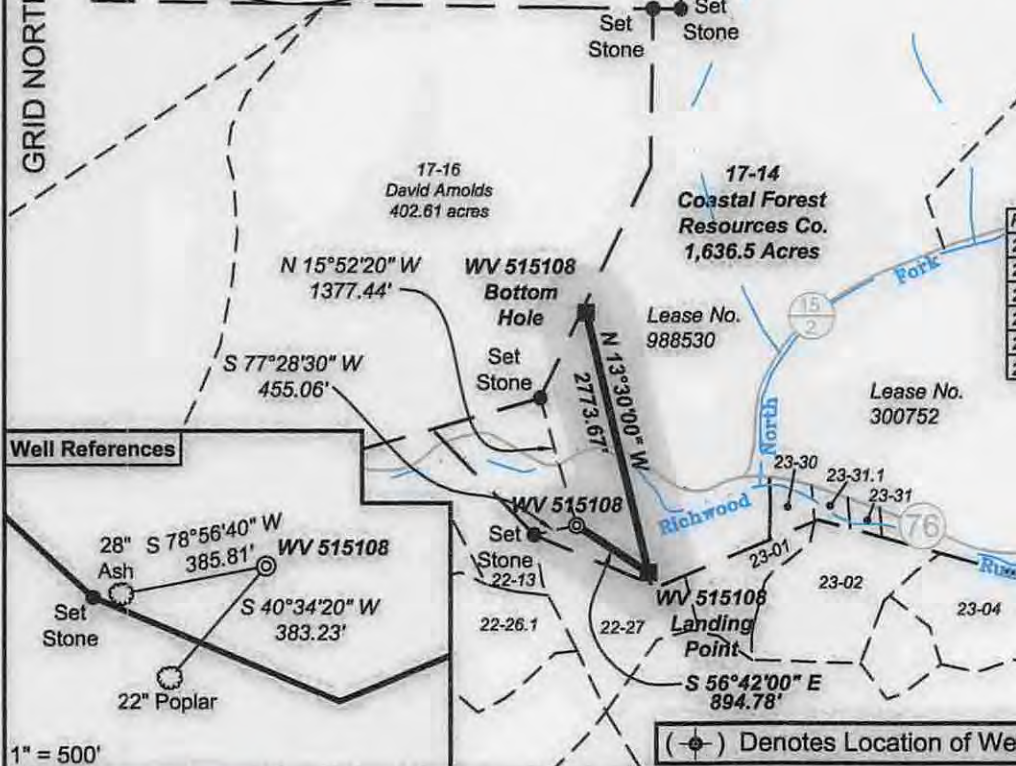 GRID NORTH
Set
Stone
Set
Stone
17-16
David Arnolds
402.61 acres
17-14
Coastal Forest
Resources Co.
1,636.5 Acres
N 15°52'20" W
1377.44'
WV 515108
Bottom
Hole
Lease No.
988530
15
2
Fork
S 77°28'30" W
455.06'
Set
Stone
N 13°30'00" W
2773.67'
Lease No.
300752
North
Well References
23-30
23-31.1
23-31
WV 515108
Richwood
76
28"
Ash
S 78°56'40" W
385.81'
WV 515108
Set
Stone
22-13
23-01
23-02
23-04
S 40°34'20" W
383.23'
Set
Stone
22-26.1
22-27
WV 515108
Landing
Point
22" Poplar
S 56°42'00" E
894.78'
1" = 500'
( ) Denotes Location of We